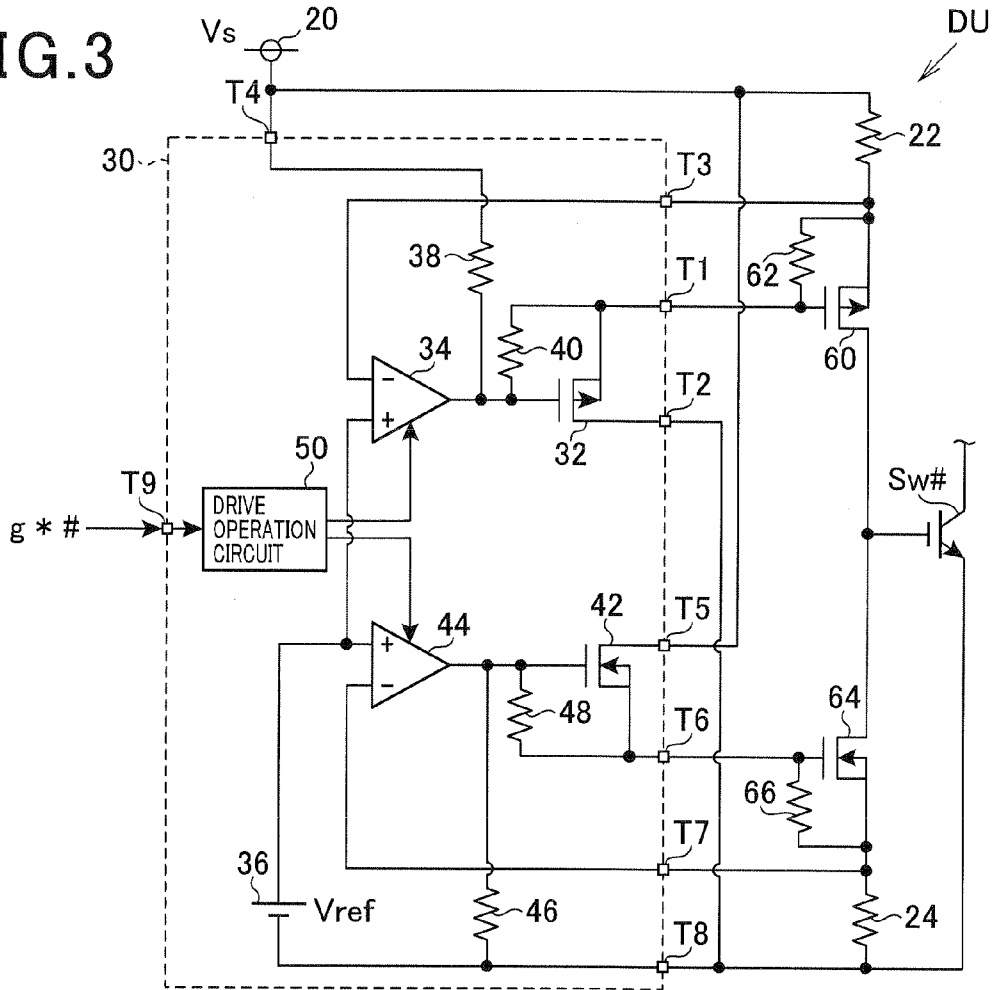 IG.3
Vs
20
DU
T4
30
22
T3
38
62
T1
40
60
34
T2
-
+
32
50
T9
Sw#
g * #
DRIVE
OPERATION
CIRCUIT
42
T5
44
+
-
48
T6
64
66
T7
36
Vref
46
24
T8